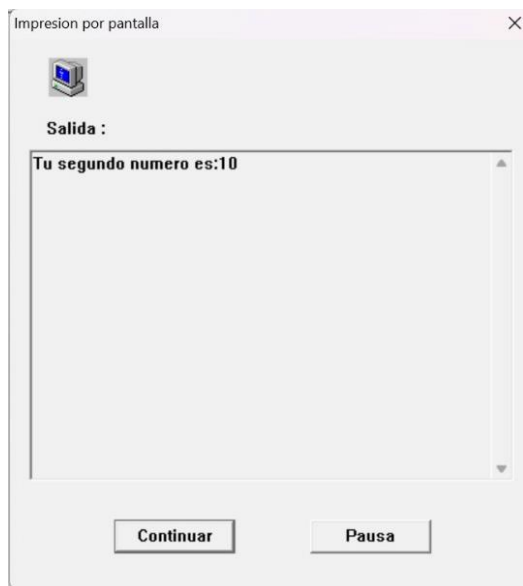 Impresion por pantalla
Salida :
Tu segundo numero es:10
Continuar
Pausa